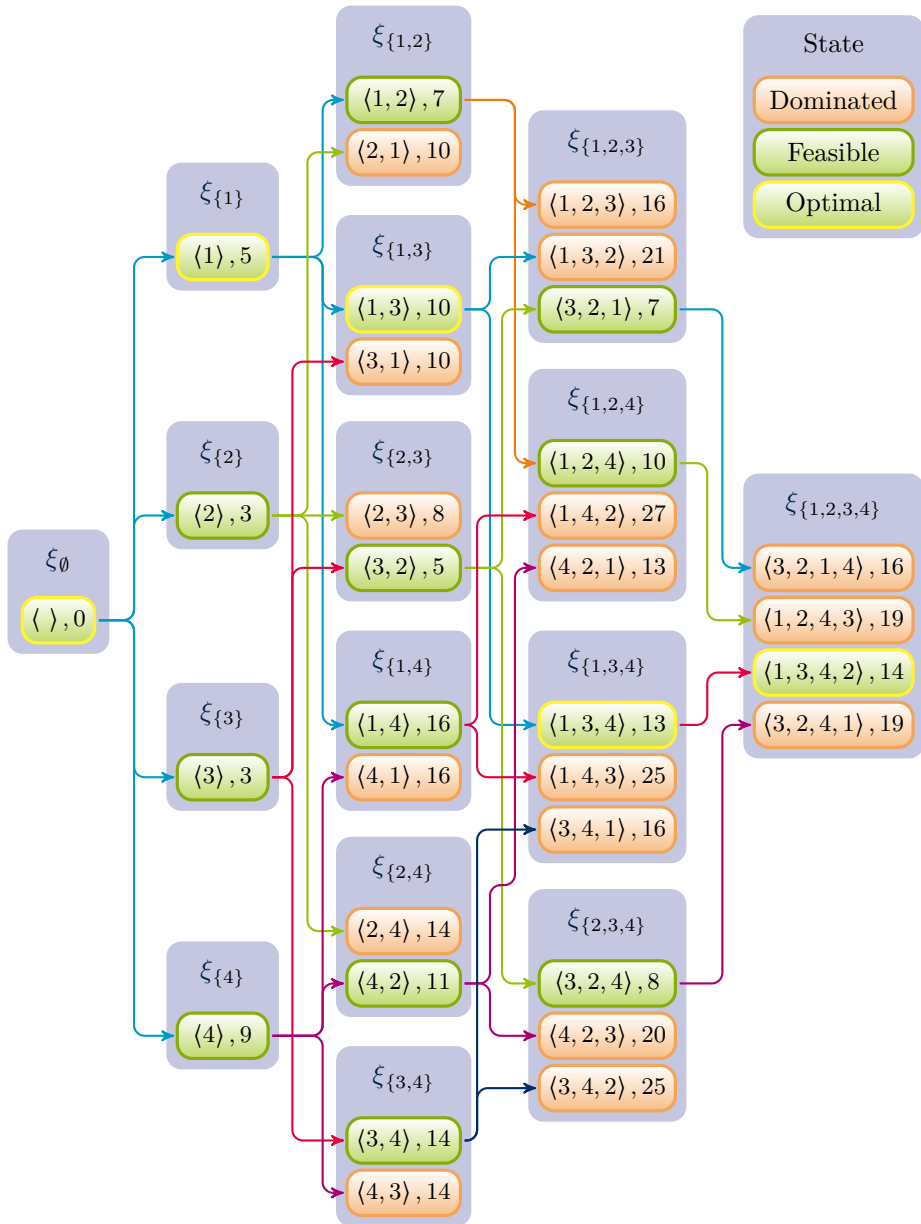 ξ∅
⟨ ⟩, 0
ξ{1}
⟨1⟩, 5
ξ{2}
⟨2⟩, 3
ξ{3}
⟨3⟩, 3
ξ{4}
⟨4⟩, 9
ξ{1,2}
⟨1, 2⟩, 7
⟨2, 1⟩, 10
ξ{1,3}
⟨1, 3⟩, 10
⟨3, 1⟩, 10
ξ{2,3}
⟨2, 3⟩, 8
⟨3, 2⟩, 5
ξ{1,4}
⟨1, 4⟩, 16
⟨4, 1⟩, 16
ξ{2,4}
⟨2, 4⟩, 14
⟨4, 2⟩, 11
ξ{3,4}
⟨3, 4⟩, 14
⟨4, 3⟩, 14
ξ{1,2,3}
⟨1, 2, 3⟩, 16
⟨1, 3, 2⟩, 21
⟨3, 2, 1⟩, 7
ξ{1,2,4}
⟨1, 2, 4⟩, 10
⟨1, 4, 2⟩, 27
⟨4, 2, 1⟩, 13
ξ{1,3,4}
⟨1, 3, 4⟩, 13
⟨1, 4, 3⟩, 25
⟨3, 4, 1⟩, 16
ξ{2,3,4}
⟨3, 2, 4⟩, 8
⟨4, 2, 3⟩, 20
⟨3, 4, 2⟩, 25
ξ{1,2,3,4}
⟨3, 2, 1, 4⟩, 16
⟨1, 2, 4, 3⟩, 19
⟨1, 3, 4, 2⟩, 14
⟨3, 2, 4, 1⟩, 19
State
Dominated
Feasible
Optimal